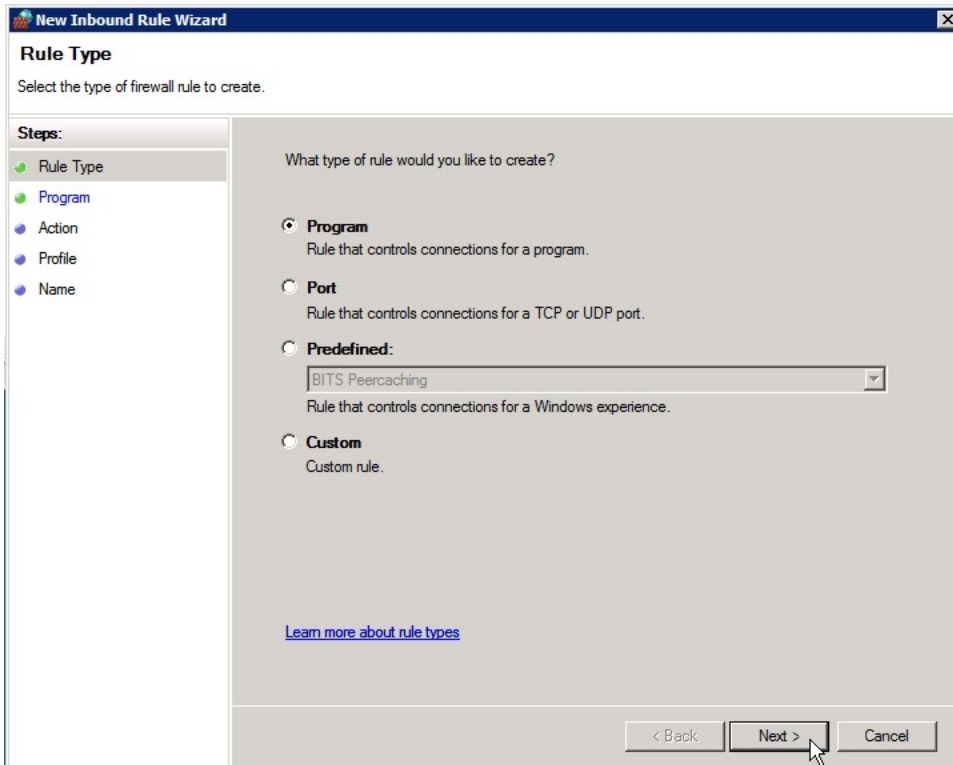 New Inbound Rule Wizard
Rule Type
Select the type of firewall rule to create.
Steps:
Rule Type
Program
Action
Profile
Name
What type of rule would you like to create?
Program
Rule that controls connections for a program.
Port
Rule that controls connections for a TCP or UDP port.
Predefined:
BITS Peercaching
Rule that controls connections for a Windows experience.
Custom
Custom rule.
Learn more about rule types
< Back
Next >
Cancel